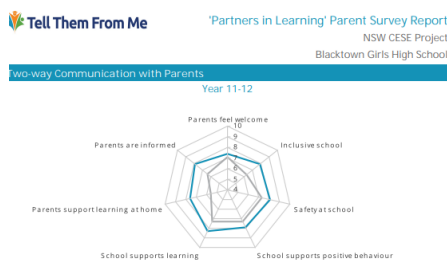 Tell Them From Me
'Partners in Learning' Parent Survey Report
NSW CESE Project
Blacktown Girls High School
Two-way Communication with Parents
Year 11-12
Parents feel welcome
10
9
8
7
6
5
4
Parents are informed
Inclusive school
Parents support learning at home
Safety at school
School supports learning
School supports positive behaviour